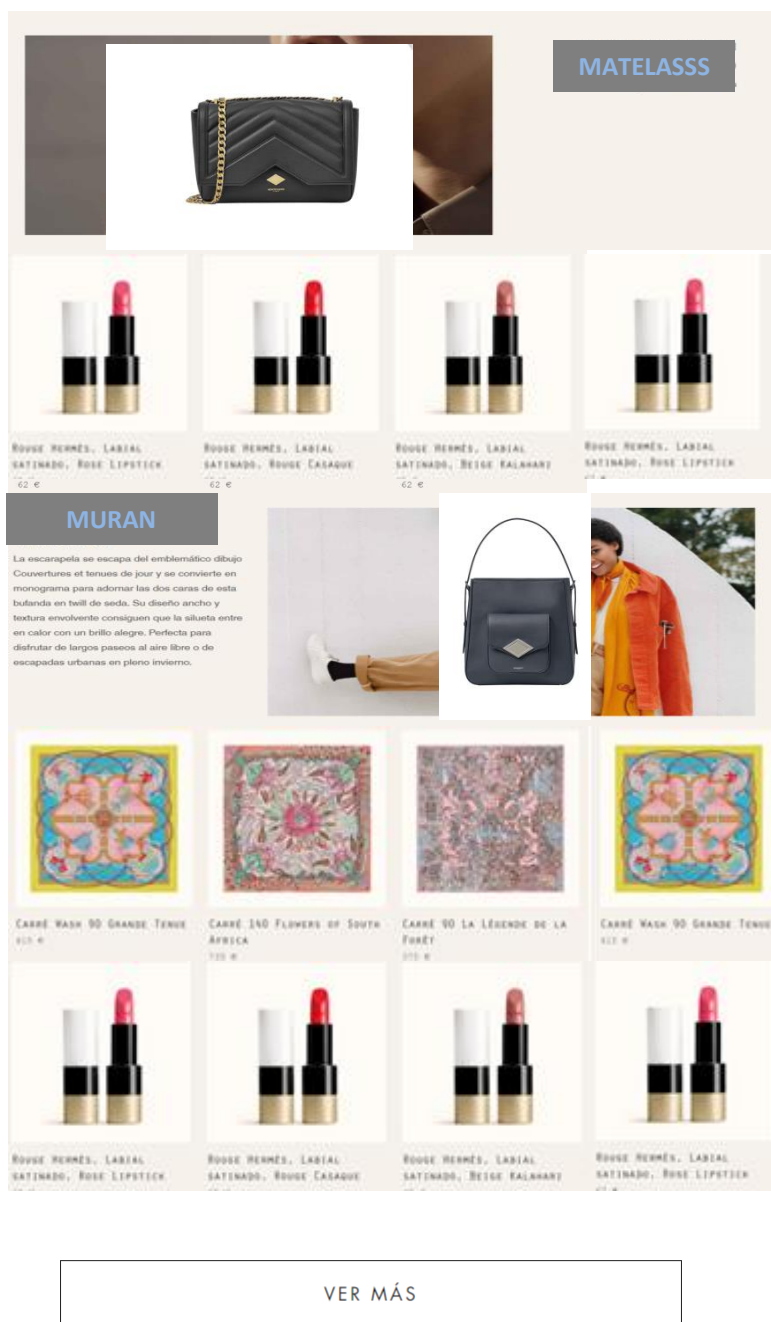 MATELASSS
ROUGE HERMÈS, LABIAL
SATINADO, ROSE LIPSTICK
62 €
ROUGE HERMÈS, LABIAL
SATINADO, ROUGE CASAQUE
62 €
ROUGE HERMÈS, LABIAL
SATINADO, BEIGE KALAHARI
62 €
ROUGE HERMÈS, LABIAL
SATINADO, ROSE LIPSTICK
MURAN
La escarapela se escapa del emblemático dibujo
Couvertures et tenues de jour y se convierte en
monograma para adornar las dos caras de esta
bufanda en twill de seda. Su diseño ancho y
textura envolvente consiguen que la silueta entre
en calor con un brillo alegre. Perfecta para
disfrutar de largos paseos al aire libre o de
escapadas urbanas en pleno invierno.
CARRÉ WASH 90 GRANDE TENUE
CARRÉ 140 FLOWERS OF SOUTH
AFRICA
CARRÉ 90 LA LÉGENDE DE LA
FORÊT
CARRÉ WASH 90 GRANDE TENUE
ROUGE HERMÈS, LABIAL
SATINADO, ROSE LIPSTICK
ROUGE HERMÈS, LABIAL
SATINADO, ROUGE CASAQUE
ROUGE HERMÈS, LABIAL
SATINADO, BEIGE KALAHARI
ROUGE HERMÈS, LABIAL
SATINADO, ROSE LIPSTICK
VER MÁS